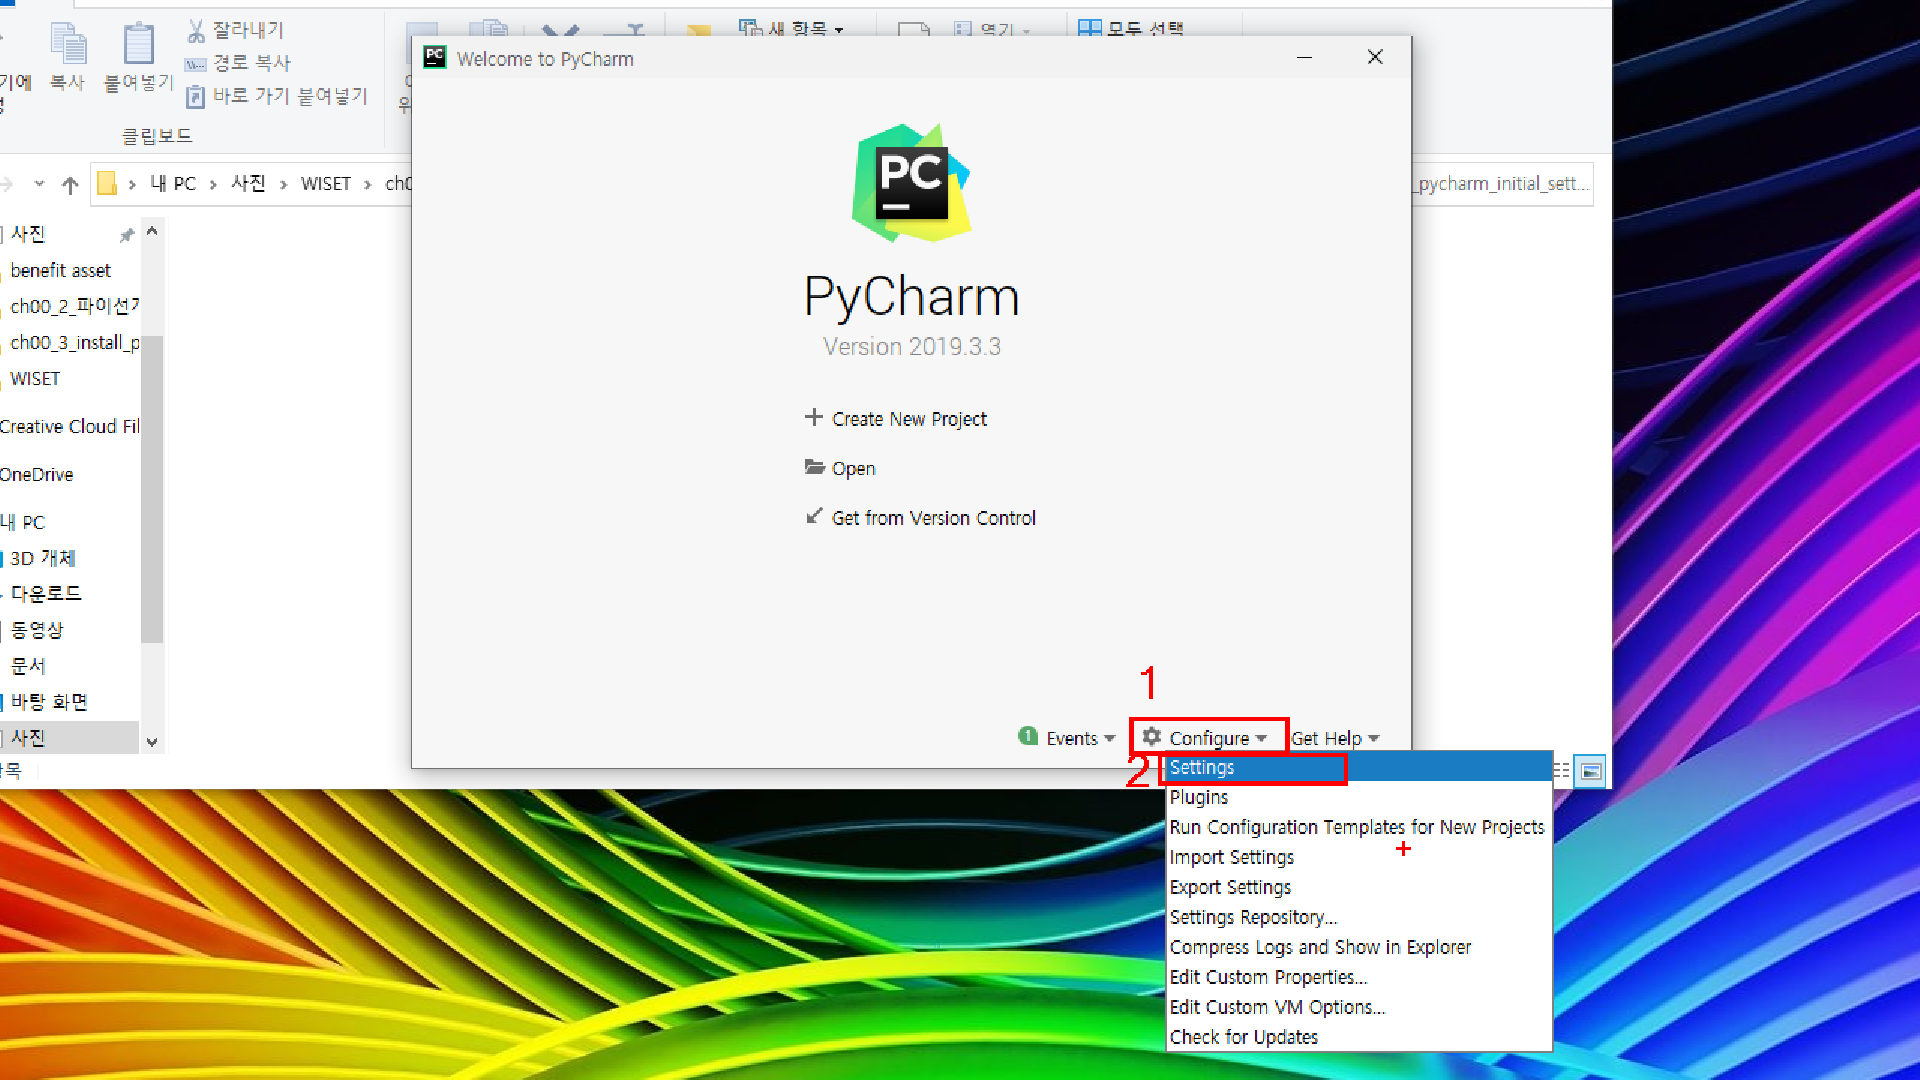 잘라내기
새 항목
열기
모두 선택
복사
붙여넣기
경로 복사
바로 가기 붙여넣기
클립보드
내 PC
사진
WISET
_pycharm_initial_sett...
사진
benefit asset
ch00_2_파이선
ch00_3_install_p
WISET
Creative Cloud Fil
OneDrive
내 PC
3D 개체
다운로드
동영상
문서
바탕 화면
사진
PC
Welcome to PyCharm
PC
PyCharm
Version 2019.3.3
Create New Project
Open
Get from Version Control
1
1 Events
Configure
Get Help
2
Settings
Plugins
Run Configuration Templates for New Projects
Import Settings
Export Settings
Settings Repository...
Compress Logs and Show in Explorer
Edit Custom Properties...
Edit Custom VM Options...
Check for Updates